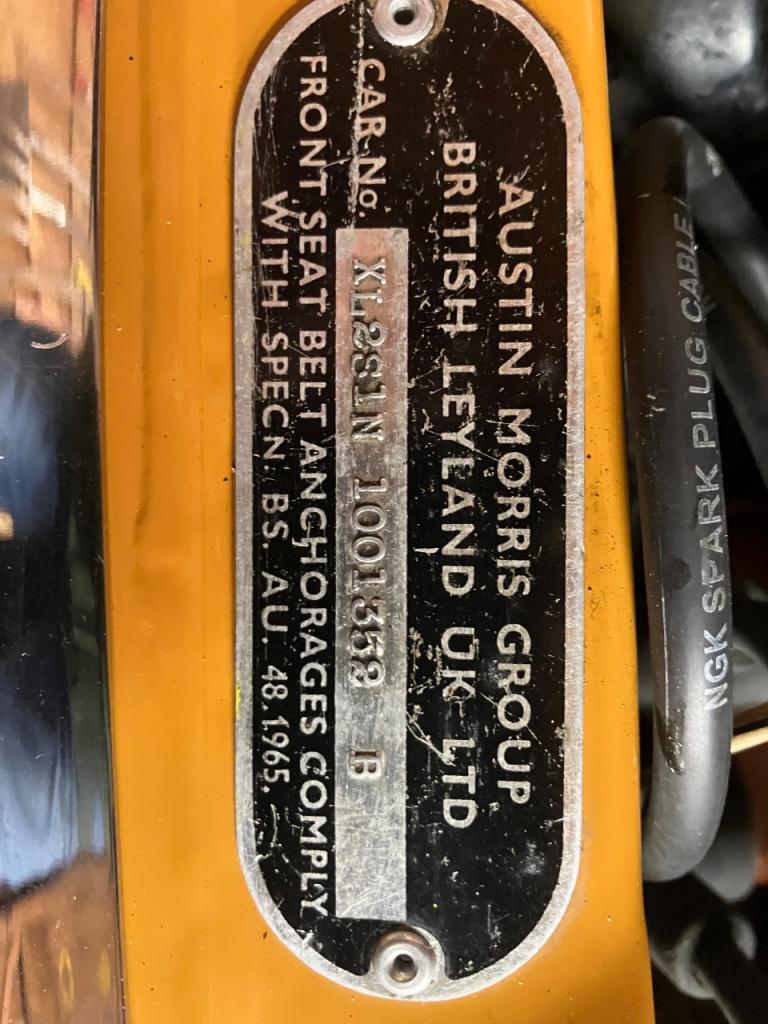 AUSTIN MORRIS GROUP
BRITISH LEYLAND UK LTD
CAR No. XL2S1N 1001352 B
FRONT SEAT BELT ANCHORAGES COMPLY
WITH SPECN. BS. AU. 48.1965.
NGK SPARK PLUG CABLE